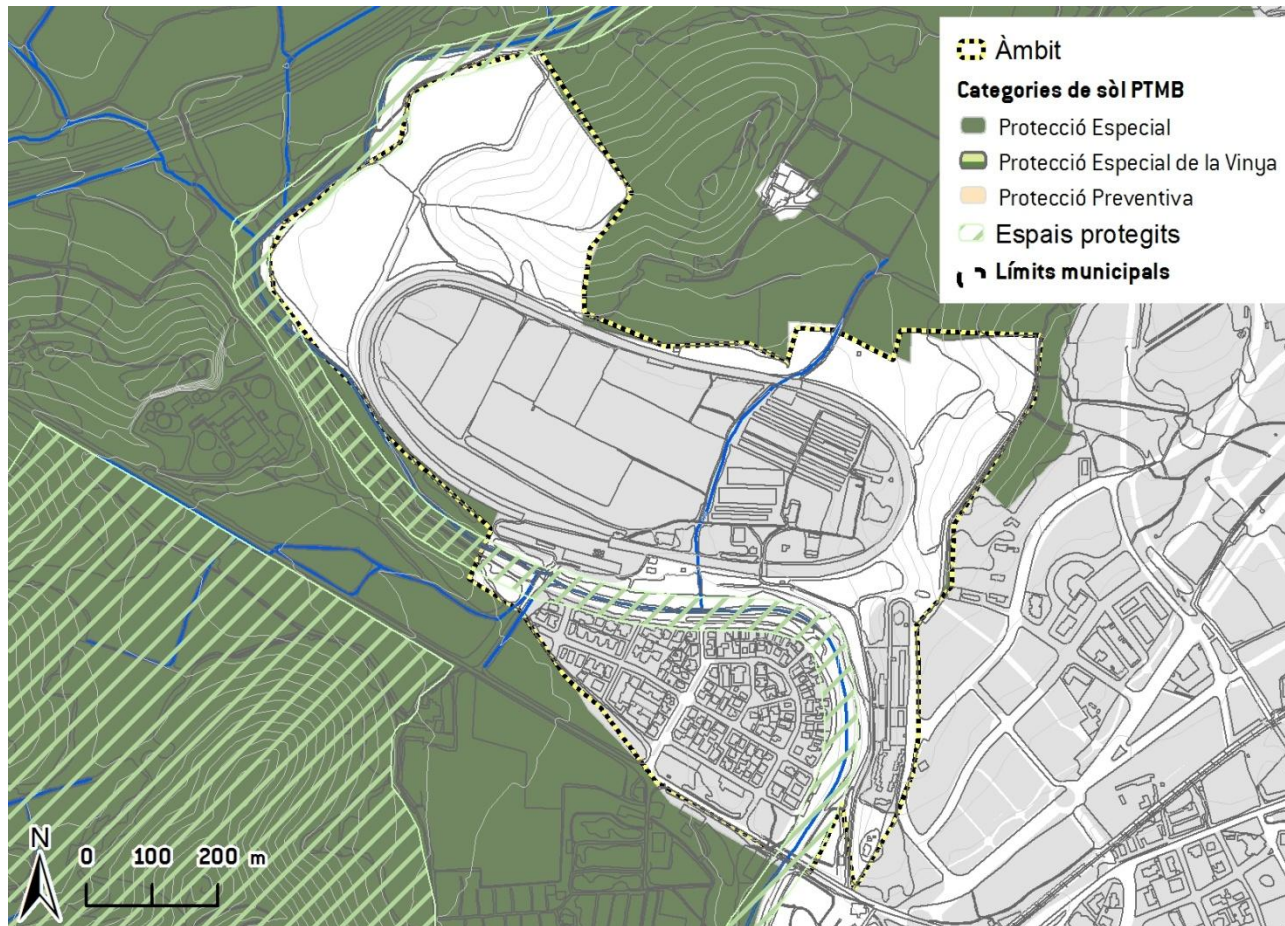 Àmbit
Categories de sòl PTMB
Protecció Especial
Protecció Especial de la Vinya
Protecció Preventiva
Espais protegits
Límits municipals
N
0 100 200 m